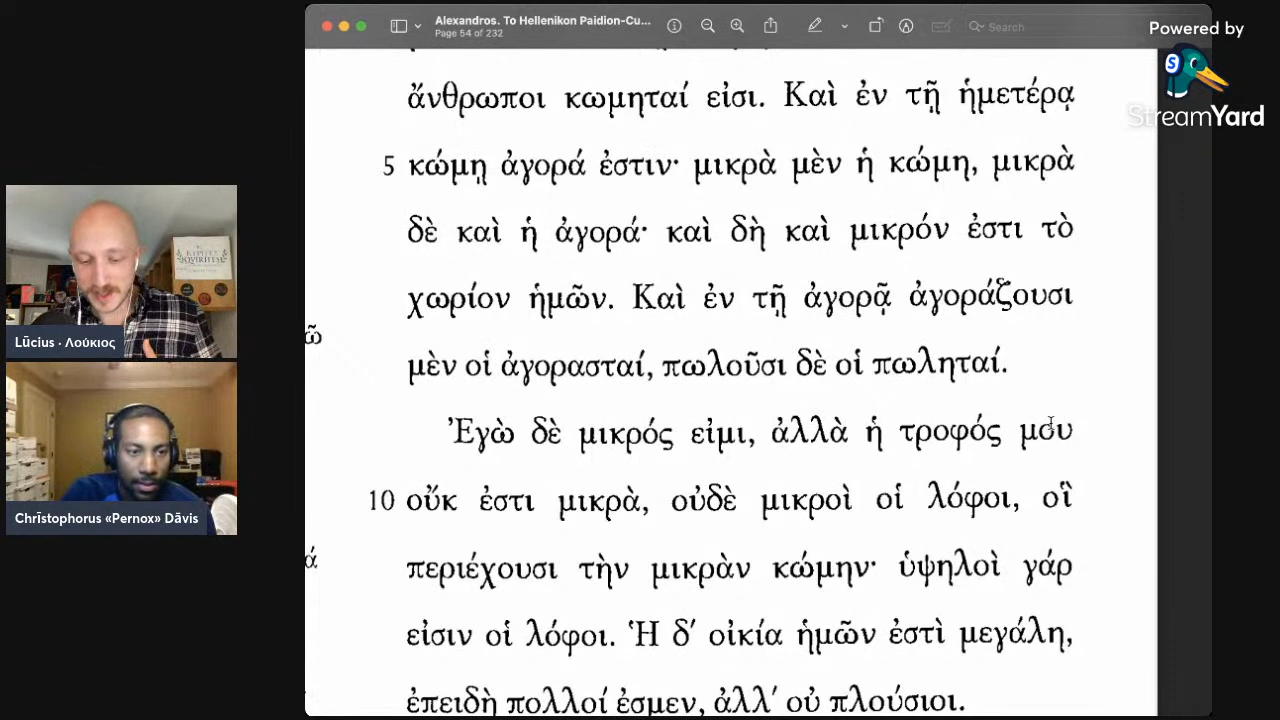 Alexandros. To Hellenikon Paidion-Cu...
Page 54 of 232
Search
Powered by
StreamYard
ἄνθρωποι κωμηταί εἰσι. Καὶ ἐν τῇ ἡμετέρᾳ
5 κώμῃ ἀγορά ἐστιν· μικρὰ μὲν ἡ κώμη, μικρὰ
δὲ καὶ ἡ ἀγορά· καὶ δὴ καὶ μικρόν ἐστι τὸ
χωρίον ἡμῶν. Καὶ ἐν τῇ ἀγορᾷ ἀγοράζουσι
μὲν οἱ ἀγορασταί, πωλοῦσι δὲ οἱ πωληταί.
Ἐγὼ δὲ μικρός εἰμι, ἀλλὰ ἡ τροφός μου
10 οὔκ ἐστι μικρὰ, οὐδὲ μικροὶ οἱ λόφοι, οἳ
περιέχουσι τὴν μικρὰν κώμην· ὑψηλοὶ γάρ
εἰσιν οἱ λόφοι. Ἡ δ’ οἰκία ἡμῶν ἐστὶ μεγάλη,
ἐπειδὴ πολλοί ἐσμεν, ἀλλ’ οὐ πλούσιοι.
ῶ
ά
Lūcius · Λούκιος
Chrīstophorus «Pernox» Dāvis